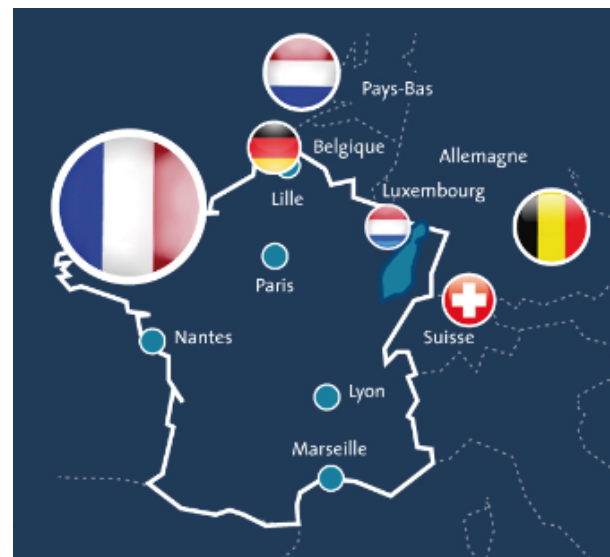 Pays-Bas
Belgique
Allemagne
Lille
Luxembourg
Paris
Nantes
Suisse
Lyon
Marseille